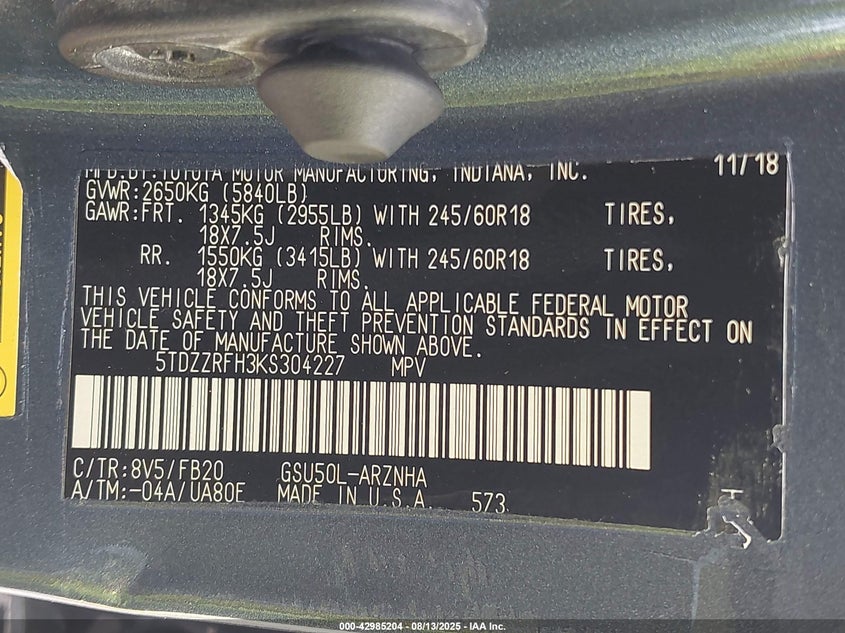 MFD.BY:TOYOTA MOTOR MANUFACTURING, INDIANA, INC. 11/18
GVWR:2650KG (5840LB)
GAWR:FRT. 1345KG (2955LB) WITH 245/60R18 TIRES,
18X7.5J RIMS.
RR. 1550KG (3415LB) WITH 245/60R18 TIRES,
18X7.5J RIMS.
THIS VEHICLE CONFORMS TO ALL APPLICABLE FEDERAL MOTOR
VEHICLE SAFETY AND THEFT PREVENTION STANDARDS IN EFFECT ON
THE DATE OF MANUFACTURE SHOWN ABOVE.
5TDZZRFH3KS304227 MPV
C/TR:8V5/FB20 GSU50L-ARZNHA
A/TM:-04A/UA80E MADE IN U.S.A. 573
000-42985204 - 08/13/2025 - IAA Inc.